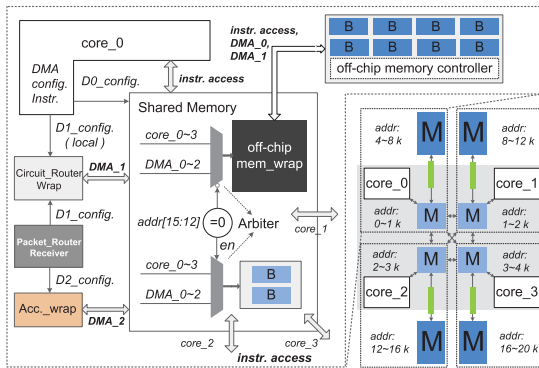 core_0
DMA
config.
Instr.
D0_config.
instr. access
D1_config.
( local )
Circuit_Router
Wrap
DMA_1
D1_config.
Packet_Router
Receiver
D2_config.
Acc._wrap
DMA_2
Shared Memory
core_0~3
DMA_0~2
off-chip
mem_wrap
addr[15:12]
=0
Arbiter
en
core_0~3
DMA_0~2
B
B
core_1
core_2
core_3
instr. access
instr. access,
DMA_0,
DMA_1
B B B B
B B B B
off-chip memory controller
addr:
4~8 k
M
M
addr:
8~12 k
core_0
core_1
addr:
0~1 k
M
M
addr:
1~2 k
addr:
2~3 k
M
M
addr:
3~4 k
core_2
core_3
addr:
12~16 k
M
M
addr:
16~20 k